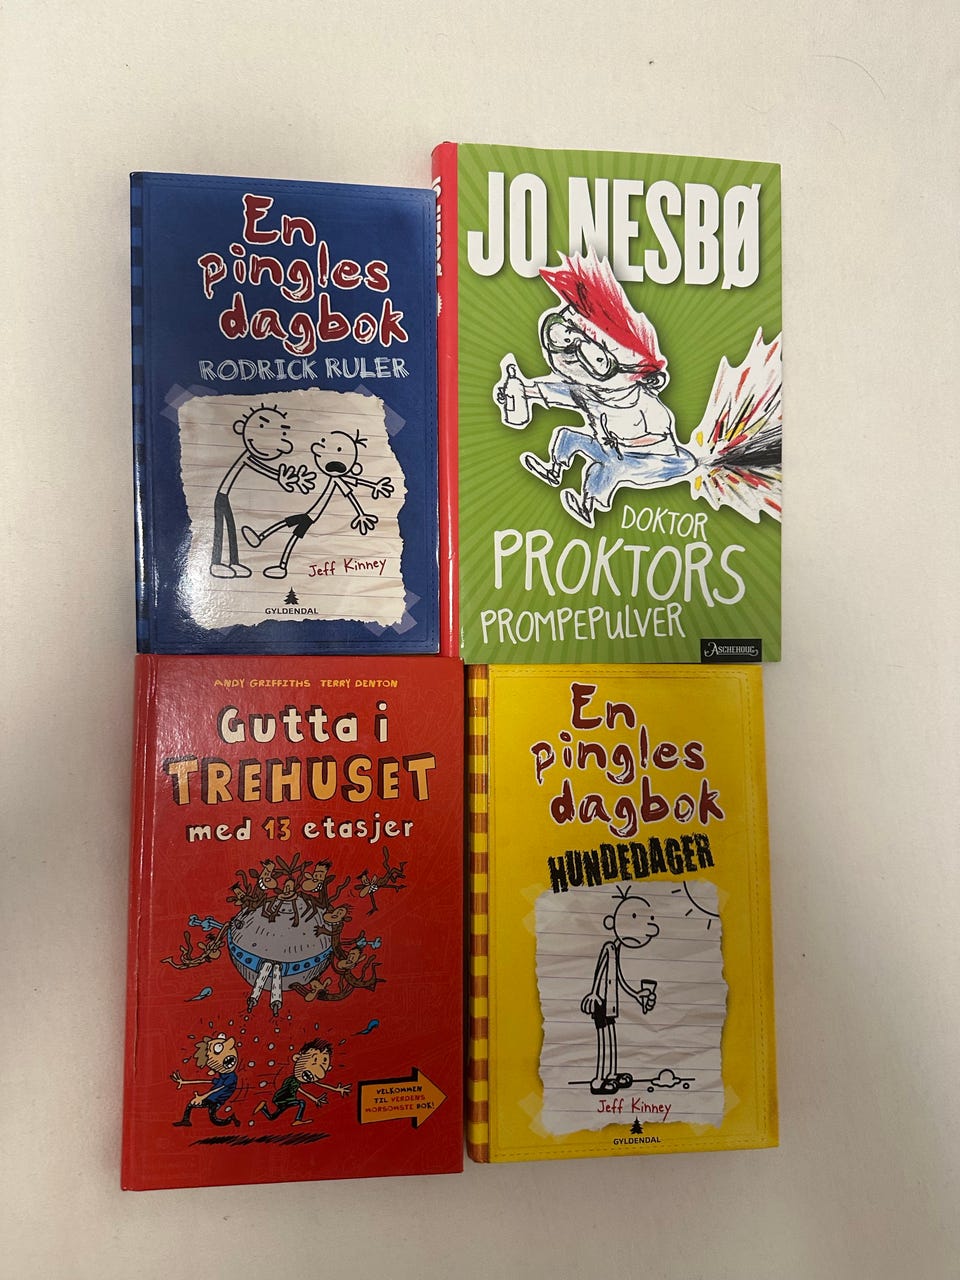 En
pingles
dagbok
RODRICK RULER
Jeff Kinney
GYLDENDAL
JO NESBØ
DOKTOR
PROKTORS
PROMPEPULVER
ASCHEHOUG
ANDY GRIFFITHS TERRY DENTON
Gutta i
TREHUSET
med 13 etasjer
VELKOMMEN
TIL VERDENS
MORSOMSTE BOK!
En
pingles
dagbok
HUNDEDAGER
Jeff Kinney
GYLDENDAL